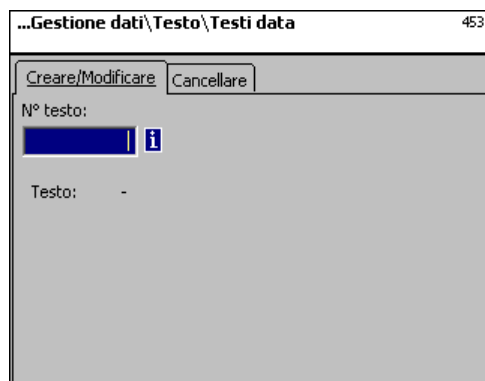 ...Gestione dati\Testo\Testi data 453
Creare/Modificare Cancellare
N° testo:
i
Testo: -